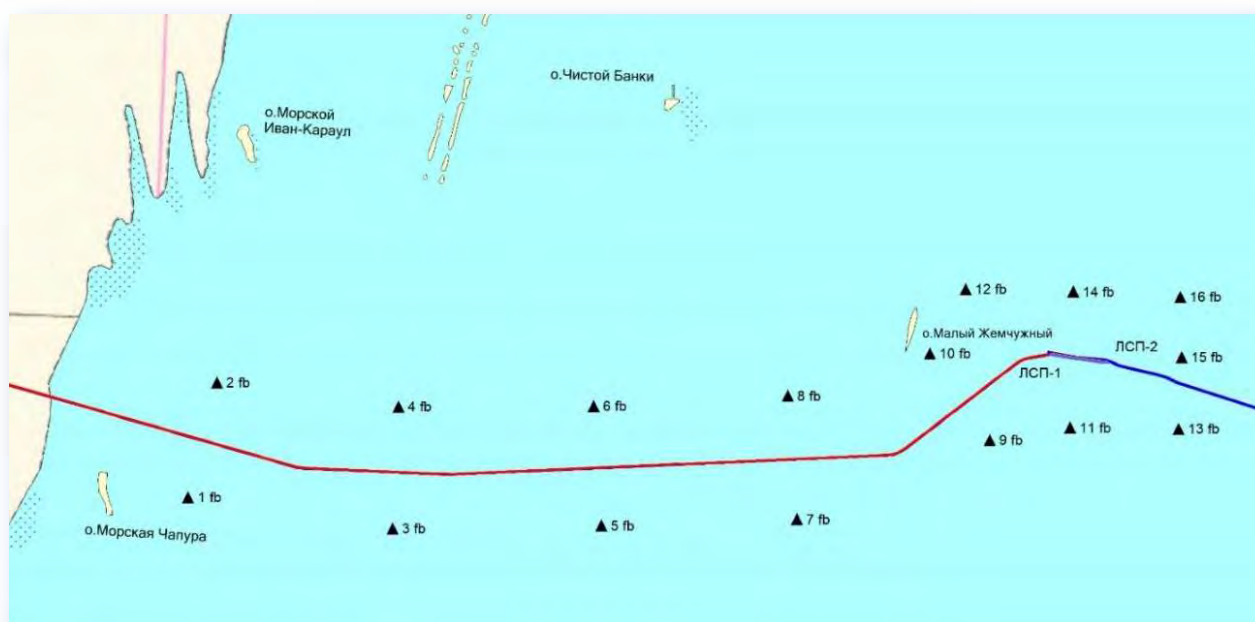 о.Чистой Банки
о.Морской
Иван-Караул
12 fb
14 fb
16 fb
о.Малый Жемчужный
10 fb
ЛСП-1
ЛСП-2
15 fb
2 fb
4 fb
6 fb
8 fb
9 fb
11 fb
13 fb
1 fb
о.Морская Чапура
3 fb
5 fb
7 fb